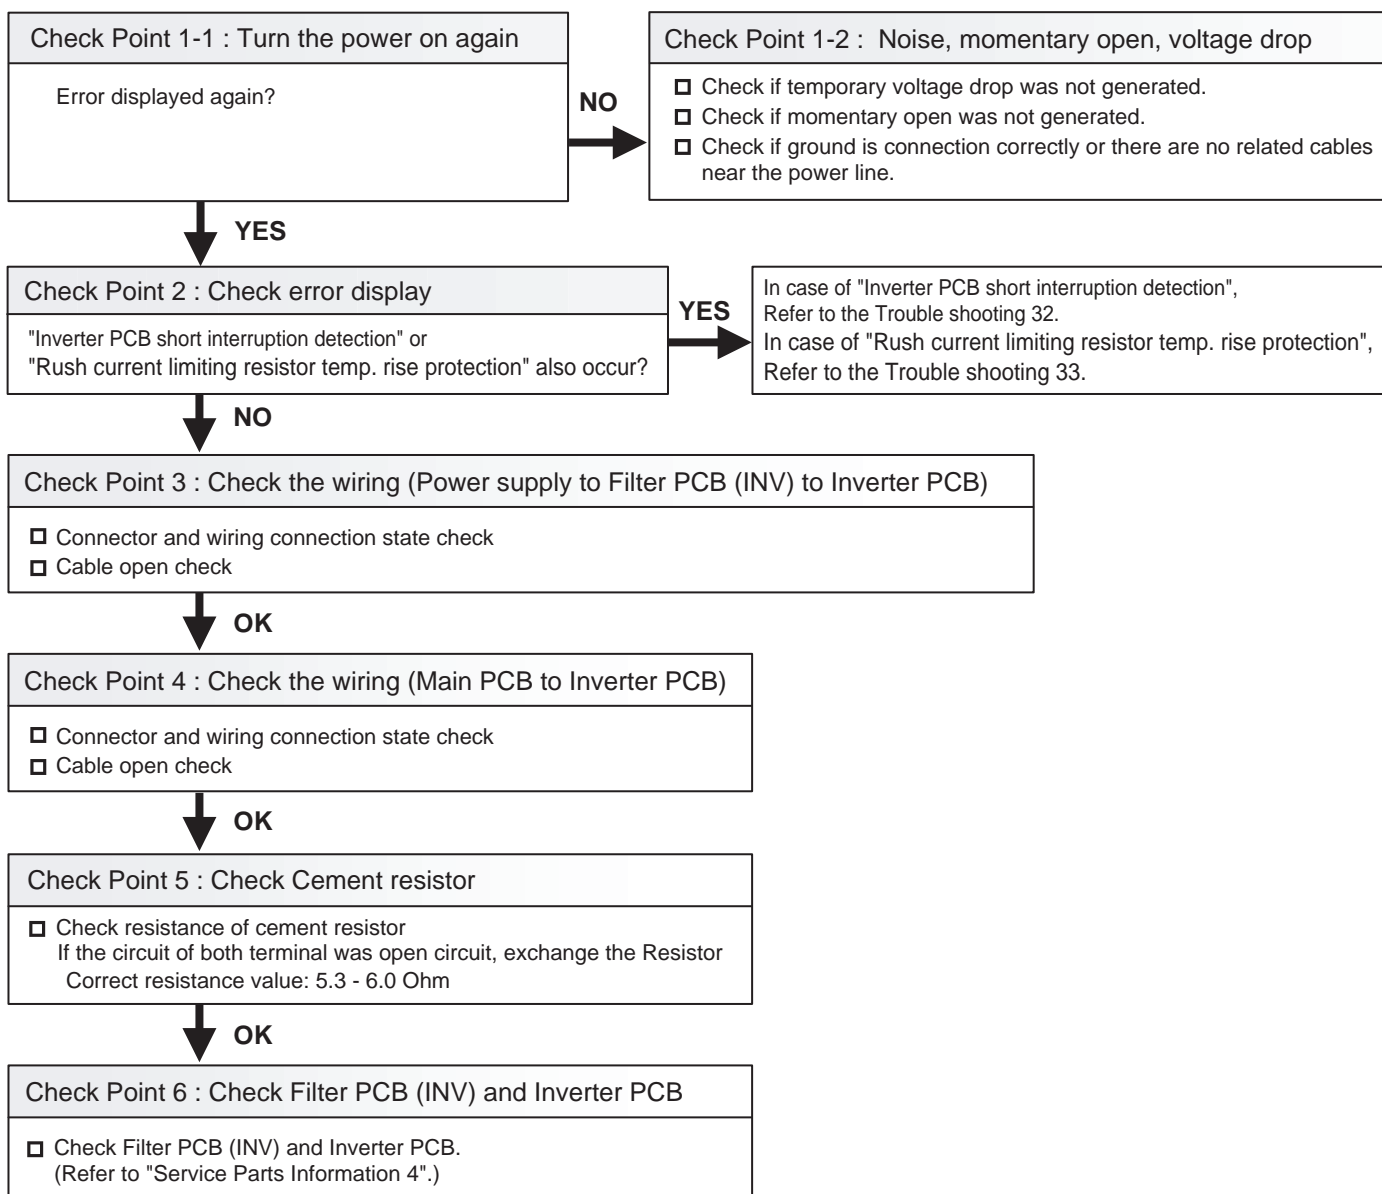 Check Point 1-1 : Turn the power on again
Error displayed again?
NO
Check Point 1-2 :  Noise, momentary open, voltage drop
Check if temporary voltage drop was not generated.
Check if momentary open was not generated.
Check if ground is connection correctly or there are no related cables
near the power line.
YES
Check Point 2 : Check error display
"Inverter PCB short interruption detection" or
"Rush current limiting resistor temp. rise protection" also occur?
YES
In case of "Inverter PCB short interruption detection",
Refer to the Trouble shooting 32.
In case of "Rush current limiting resistor temp. rise protection",
Refer to the Trouble shooting 33.
NO
Check Point 3 : Check the wiring (Power supply to Filter PCB (INV) to Inverter PCB)
Connector and wiring connection state check
Cable open check
OK
Check Point 4 : Check the wiring (Main PCB to Inverter PCB)
Connector and wiring connection state check
Cable open check
OK
Check Point 5 : Check Cement resistor
Check resistance of cement resistor
If the circuit of both terminal was open circuit, exchange the Resistor
Correct resistance value: 5.3 - 6.0 Ohm
OK
Check Point 6 : Check Filter PCB (INV) and Inverter PCB
Check Filter PCB (INV) and Inverter PCB.
(Refer to "Service Parts Information 4".)